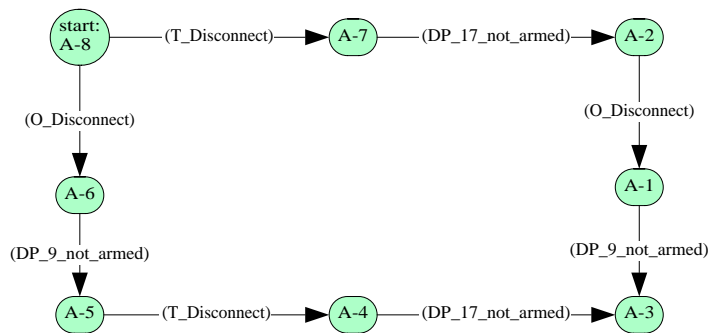 start:
A-8
(T_Disconnect)
A-7
(DP_17_not_armed)
A-2
(O_Disconnect)
(O_Disconnect)
A-6
A-1
(DP_9_not_armed)
(DP_9_not_armed)
A-5
(T_Disconnect)
A-4
(DP_17_not_armed)
A-3